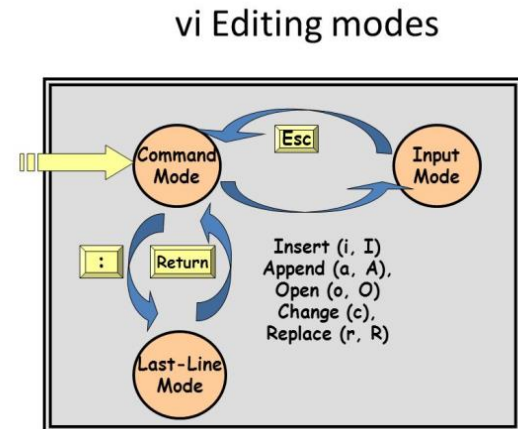 vi Editing modes
Esc
Command
Mode
Input
Mode
:
Return
Insert (i, I)
Append (a, A),
Open (o, O)
Change (c),
Replace (r, R)
Last-Line
Mode